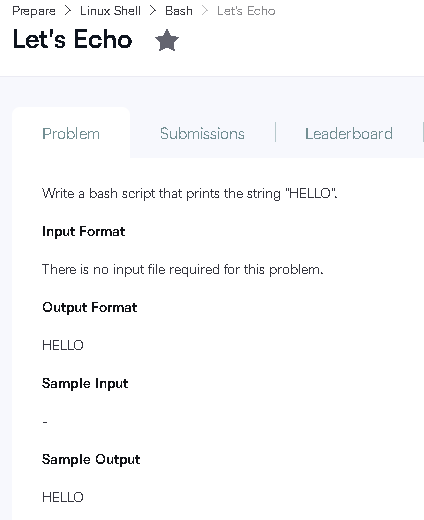 Prepare > Linux Shell > Bash > Let's Echo
Let's Echo
Problem Submissions Leaderboard
Write a bash script that prints the string "HELLO".
Input Format
There is no input file required for this problem.
Output Format
HELLO
Sample Input
-
Sample Output
HELLO